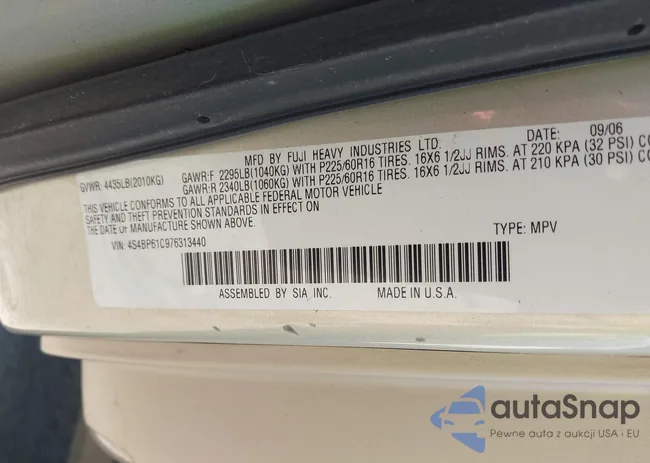 MFD BY FUJI HEAVY INDUSTRIES LTD. DATE: 09/06
GVWR: 4435LB(2010KG) GAWR:F 2295LB(1040KG) WITH P225/60R16 TIRES. 16X6 1/2JJ RIMS. AT 220 KPA (32 PSI)
GAWR:R 2340LB(1060KG) WITH P225/60R16 TIRES. 16X6 1/2JJ RIMS. AT 210 KPA (30 PSI)
THIS VEHICLE CONFORMS TO ALL APPLICABLE FEDERAL MOTOR VEHICLE
SAFETY AND THEFT PREVENTION STANDARDS IN EFFECT ON
THE DATE OF MANUFACTURE SHOWN ABOVE.
VIN: 4S4BP61C976313440 TYPE: MPV
ASSEMBLED BY SIA, INC. MADE IN U.S.A.
autaSnap
Pewne auta z aukcji USA i EU